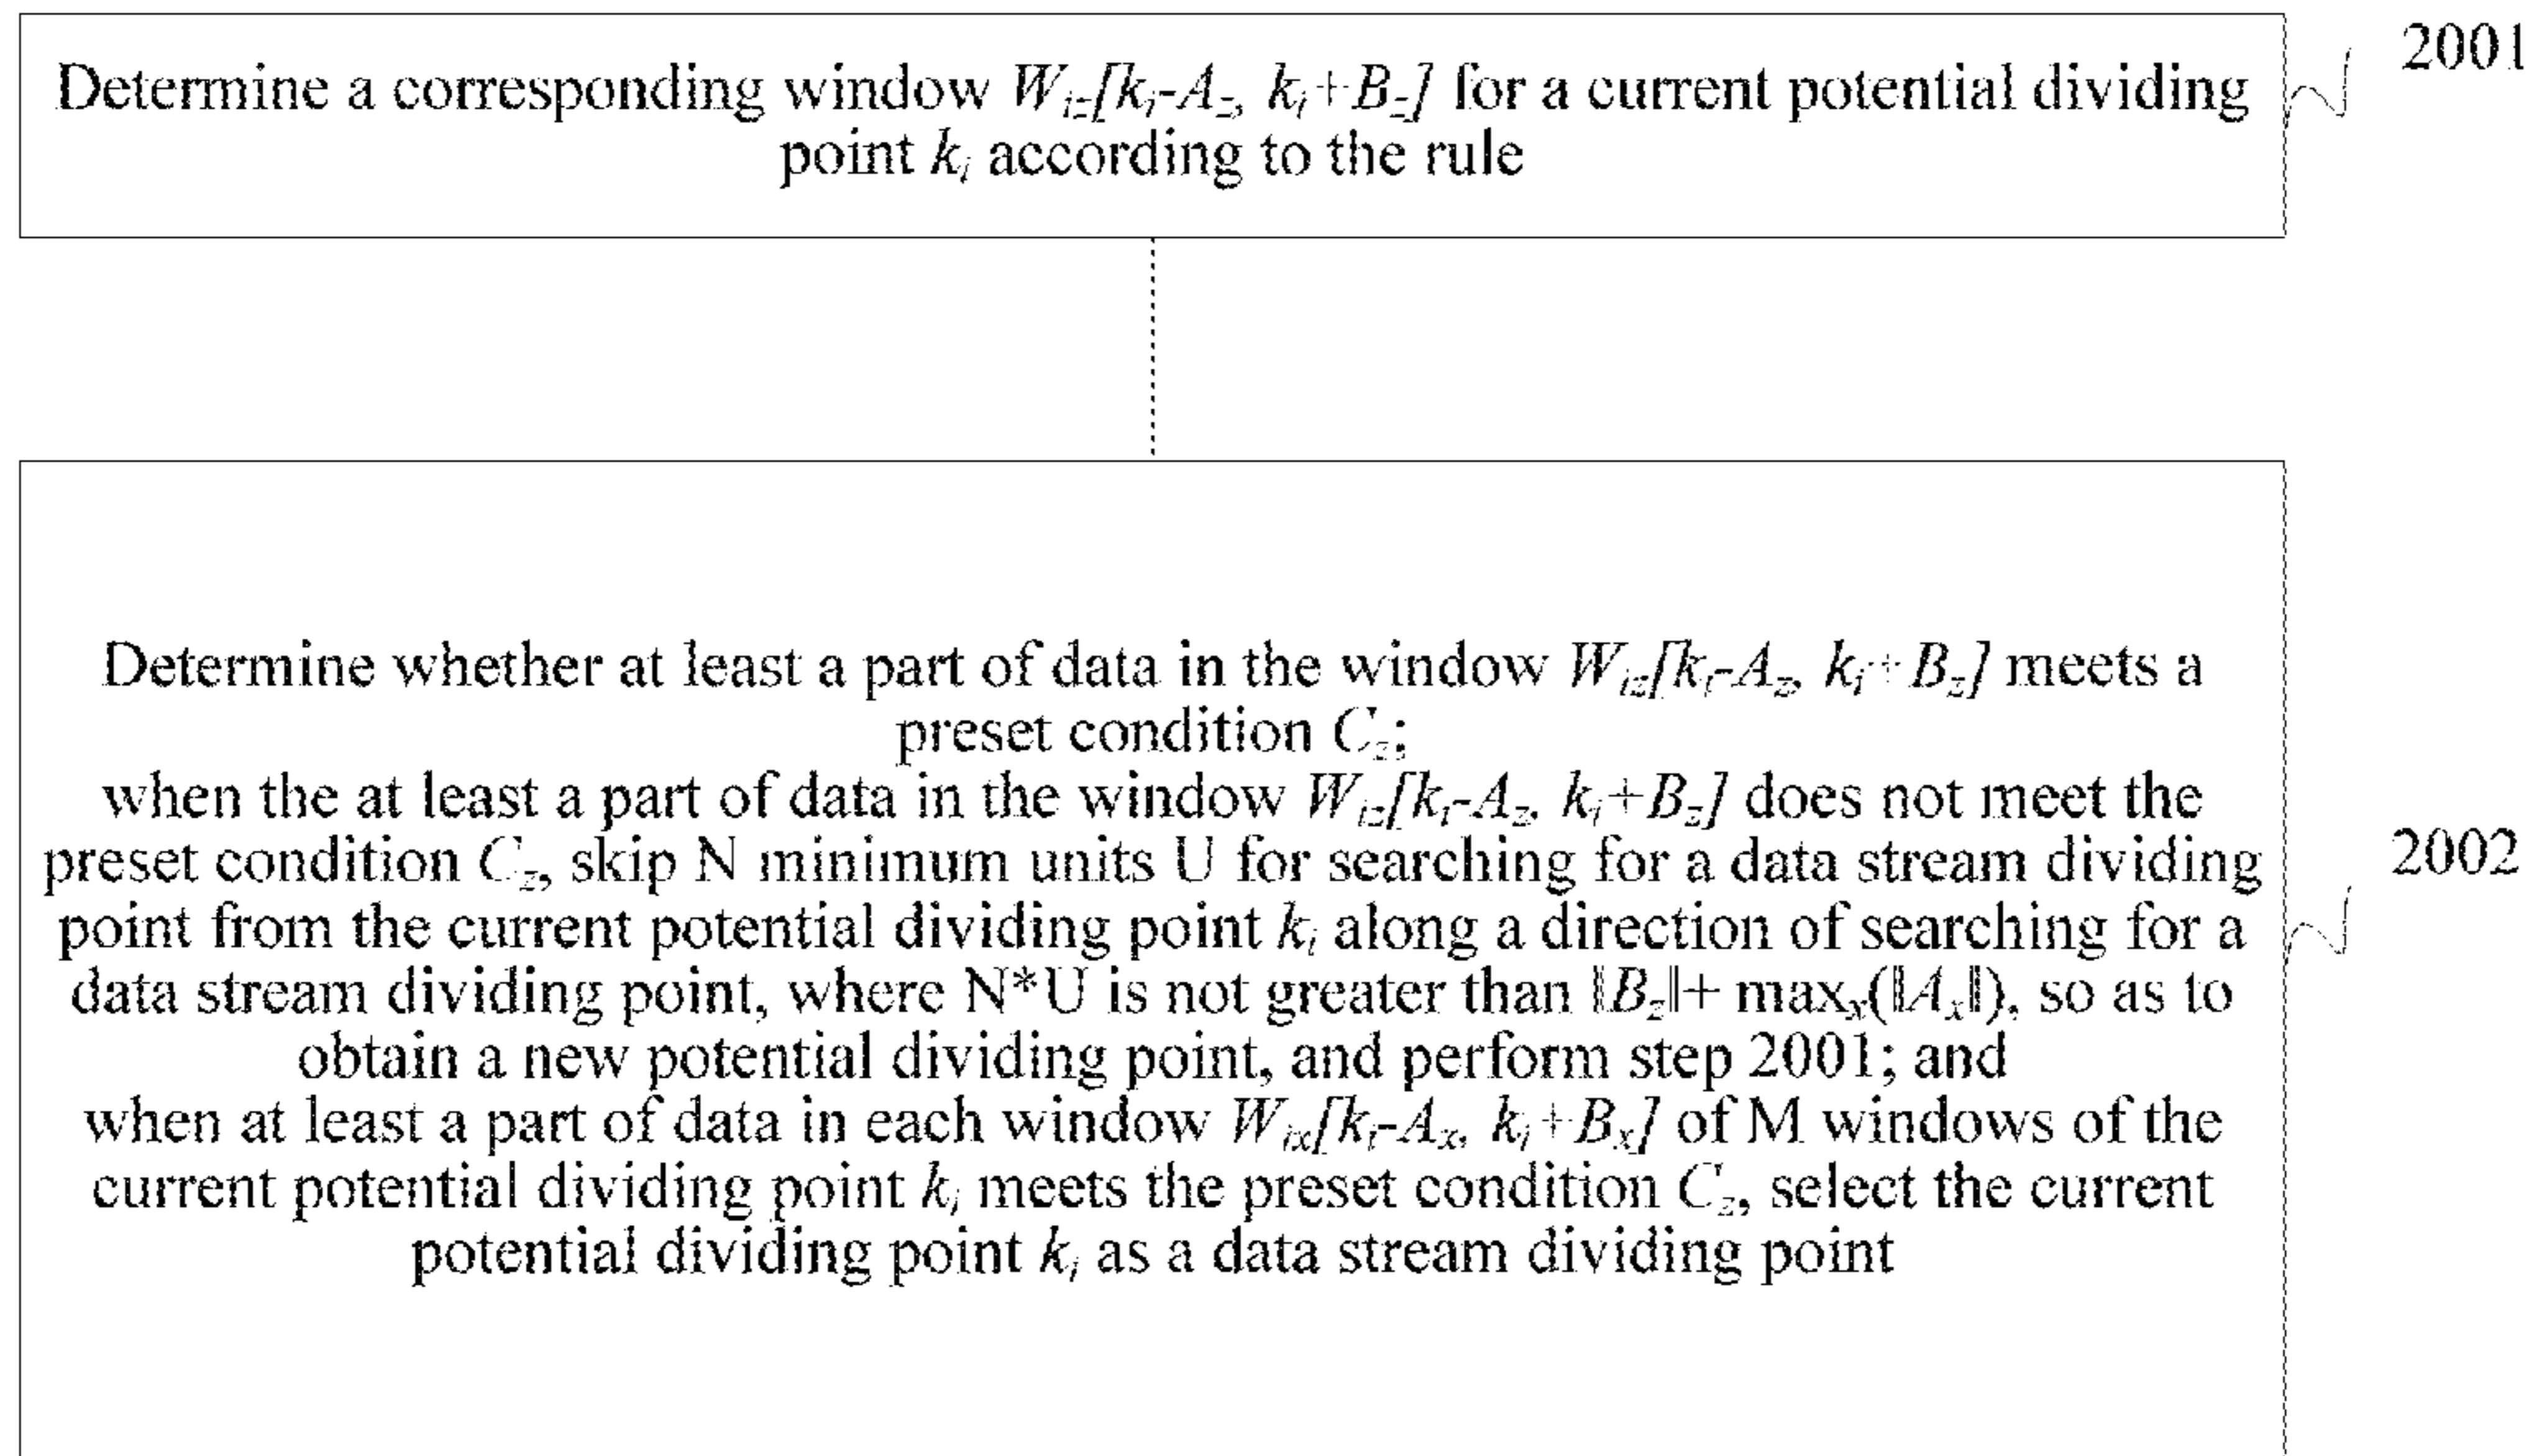 Determine a corresponding window W_iz[k_i-A_z, k_i+B_z] for a current potential dividing
point k_i according to the rule
2001
Determine whether at least a part of data in the window W_iz[k_i-A_z, k_i+B_z] meets a
preset condition C_z;
when the at least a part of data in the window W_iz[k_i-A_z, k_i+B_z] does not meet the
preset condition C_z, skip N minimum units U for searching for a data stream dividing
point from the current potential dividing point k_i along a direction of searching for a
data stream dividing point, where N*U is not greater than ‖B_z‖+ max_x(‖A_x‖), so as to
obtain a new potential dividing point, and perform step 2001; and
when at least a part of data in each window W_ix[k_i-A_x, k_i+B_x] of M windows of the
current potential dividing point k_i meets the preset condition C_z, select the current
potential dividing point k_i as a data stream dividing point
2002